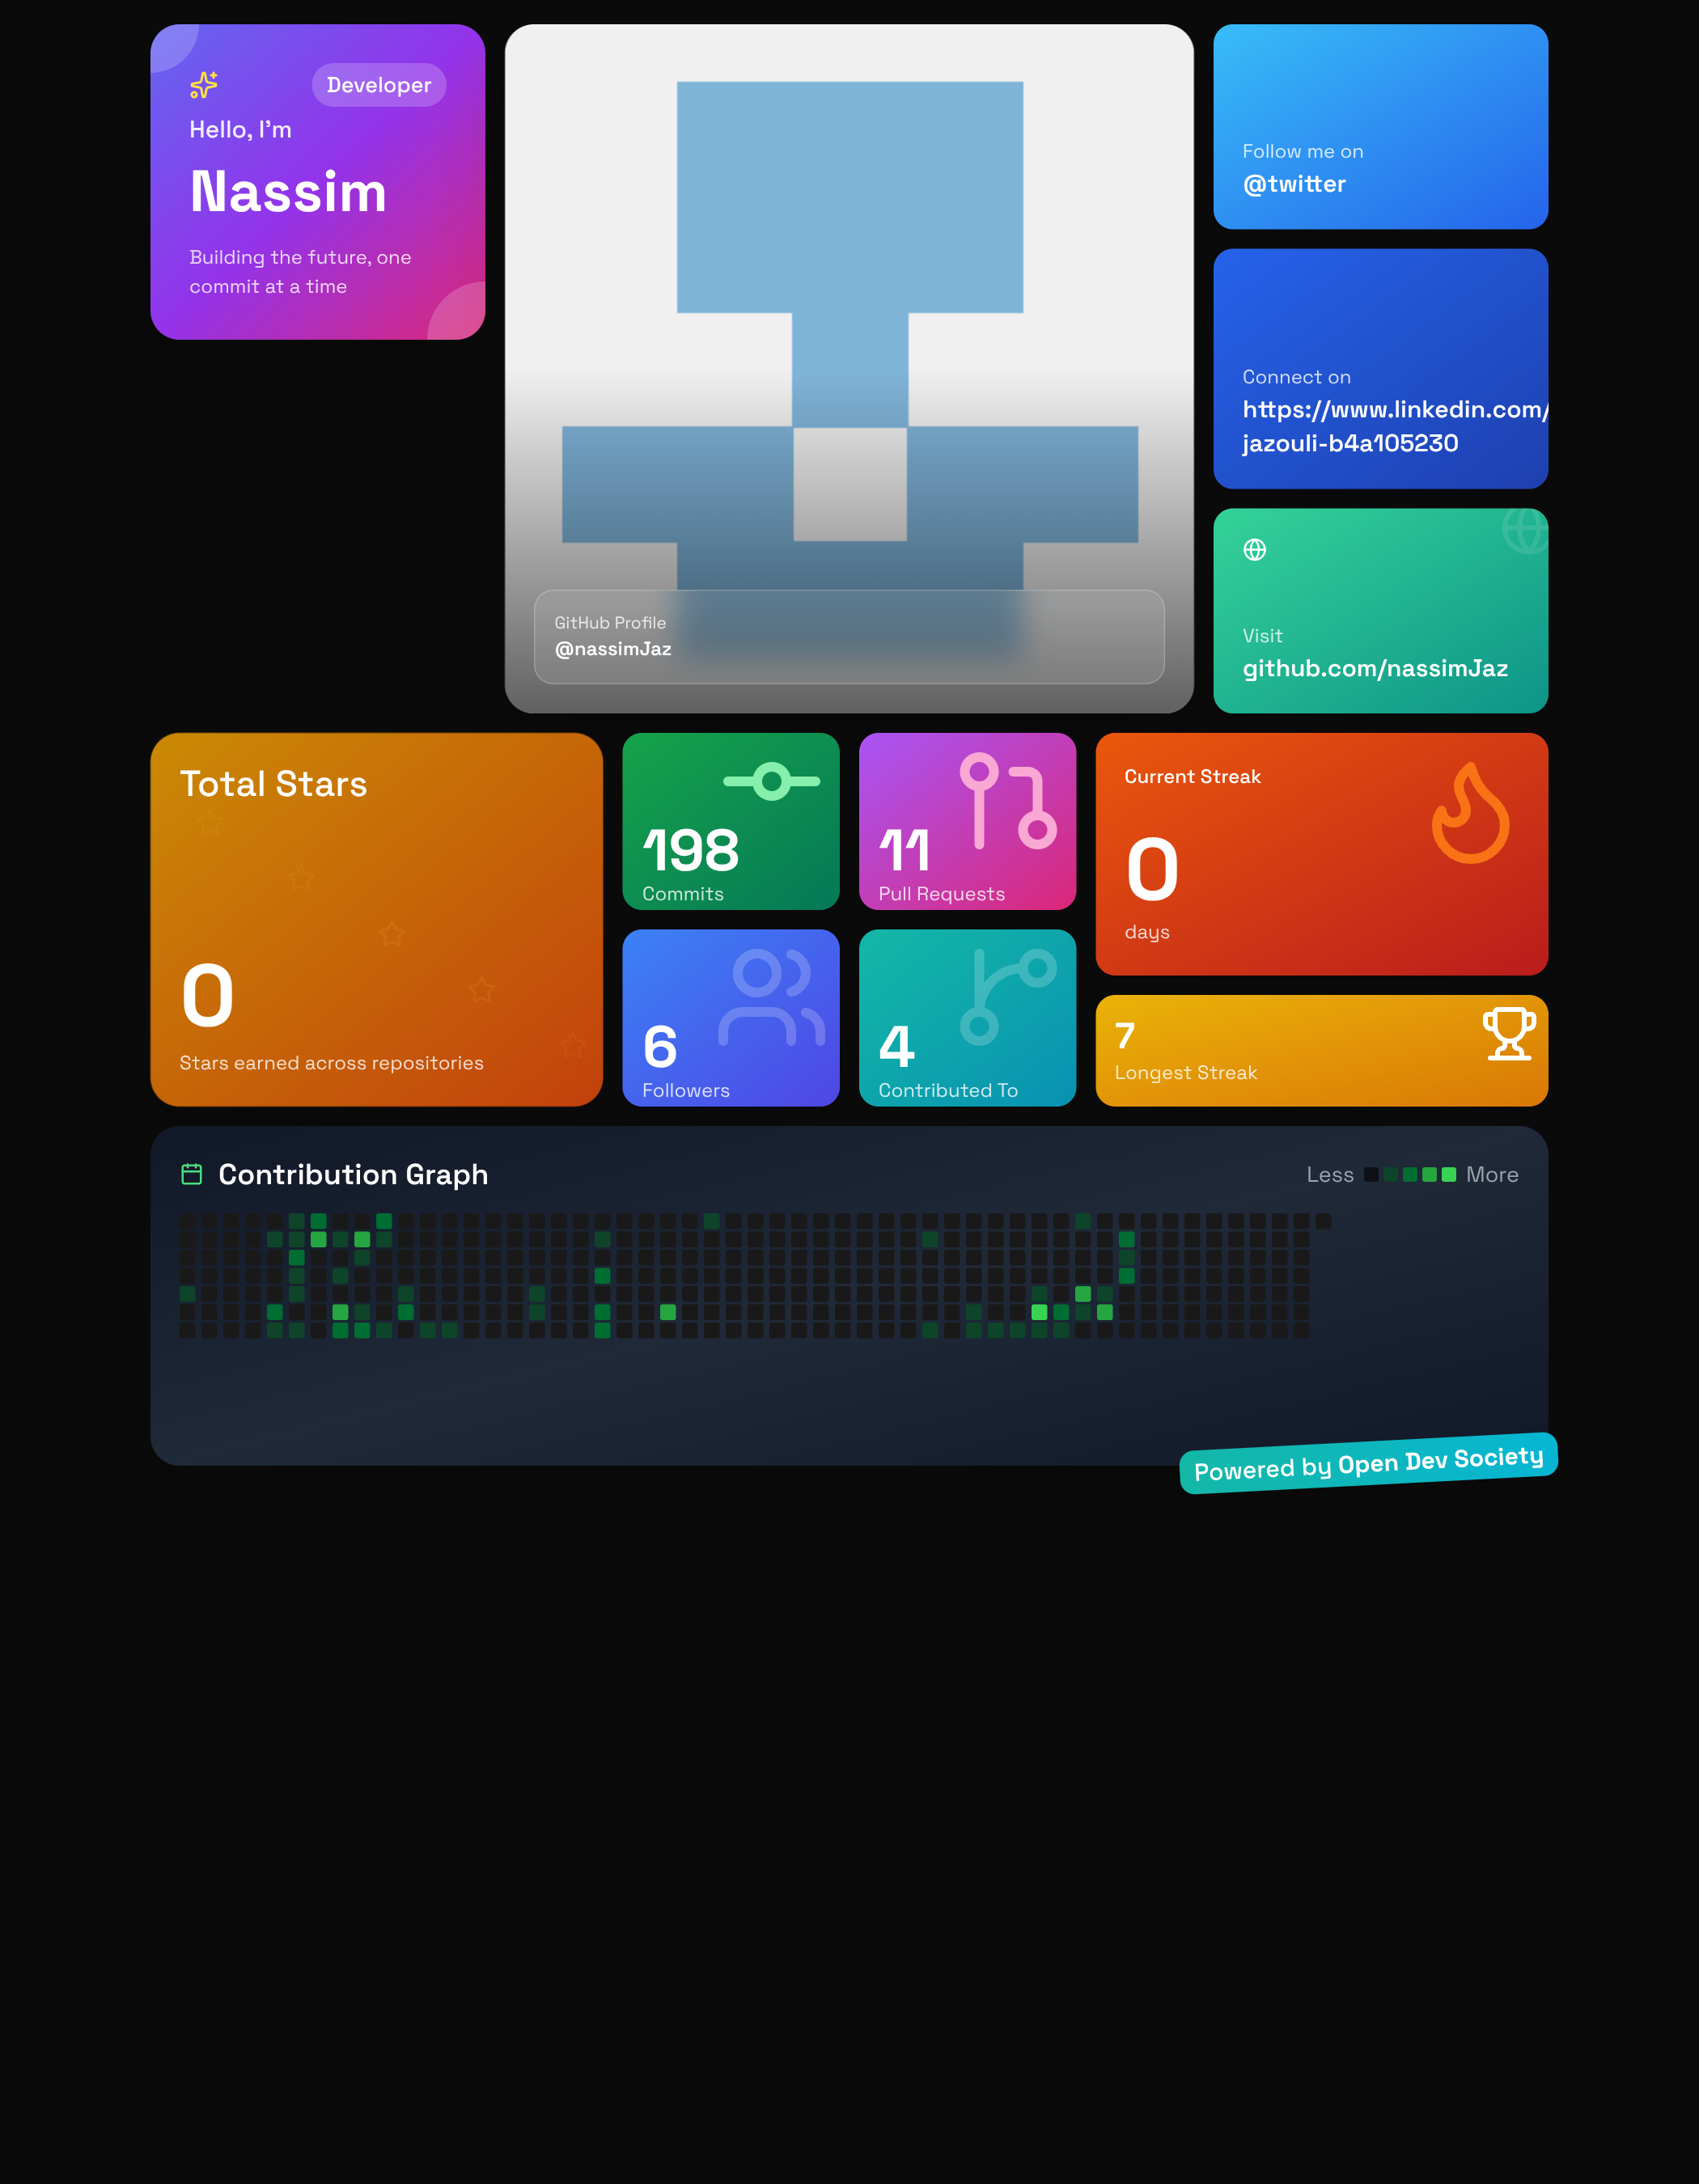 Developer
Hello, I'm
Nassim
Building the future, one
commit at a time
GitHub Profile
@nassimJaz
Follow me on
@twitter
Connect on
https://www.linkedin.com/
jazouli-b4a105230
Visit
github.com/nassimJaz
Total Stars
0
Stars earned across repositories
198
Commits
11
Pull Requests
6
Followers
4
Contributed To
Current Streak
0
days
7
Longest Streak
Contribution Graph
Less More
Powered by Open Dev Society